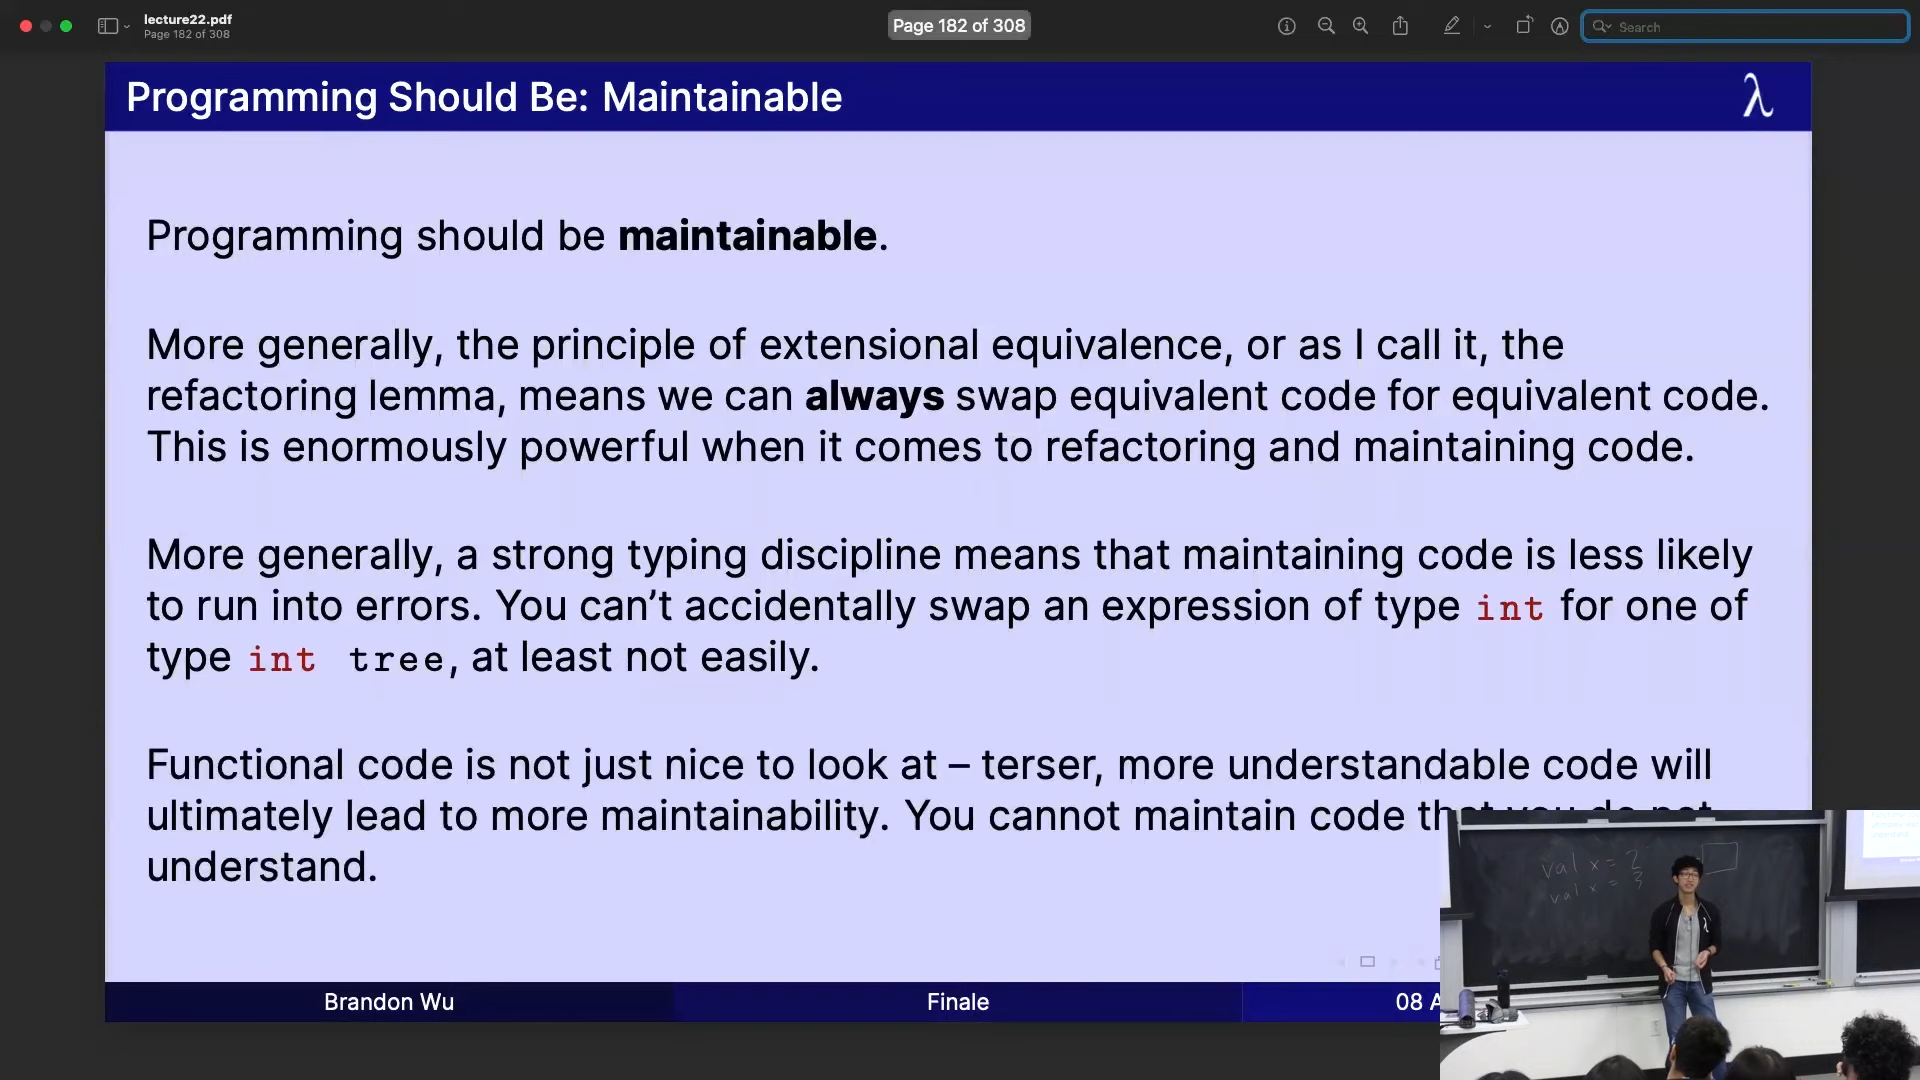 lecture22.pdf
Page 182 of 308
Page 182 of 308
Search
Programming Should Be: Maintainable
λ
Programming should be maintainable.
More generally, the principle of extensional equivalence, or as I call it, the
refactoring lemma, means we can always swap equivalent code for equivalent code.
This is enormously powerful when it comes to refactoring and maintaining code.
More generally, a strong typing discipline means that maintaining code is less likely
to run into errors. You can’t accidentally swap an expression of type int for one of
type int tree, at least not easily.
Functional code is not just nice to look at – terser, more understandable code will
ultimately lead to more maintainability. You cannot maintain code that you do not
understand.
val x = 2
val x = 3
Brandon Wu
Finale
08